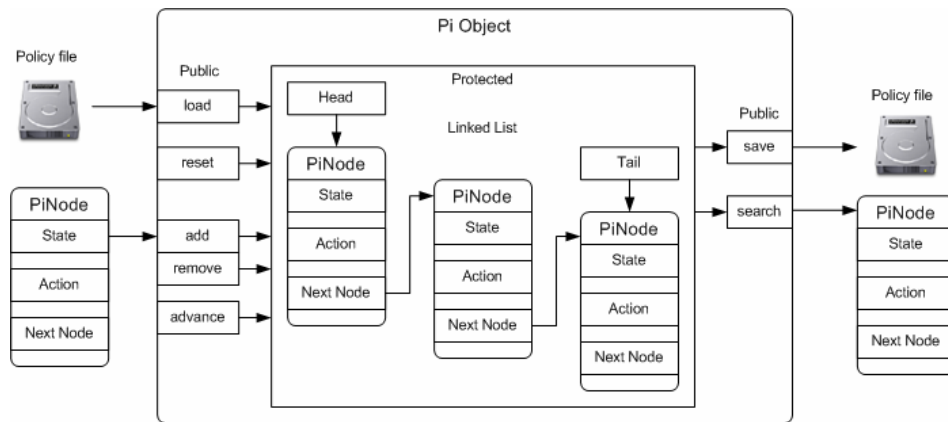 Pi Object
Policy file
Public
load
reset
add
remove
advance
PiNode
State
Action
Next Node
Protected
Linked List
Head
PiNode
State
Action
Next Node
PiNode
State
Action
Next Node
Tail
PiNode
State
Action
Next Node
Public
save
search
Policy file
PiNode
State
Action
Next Node